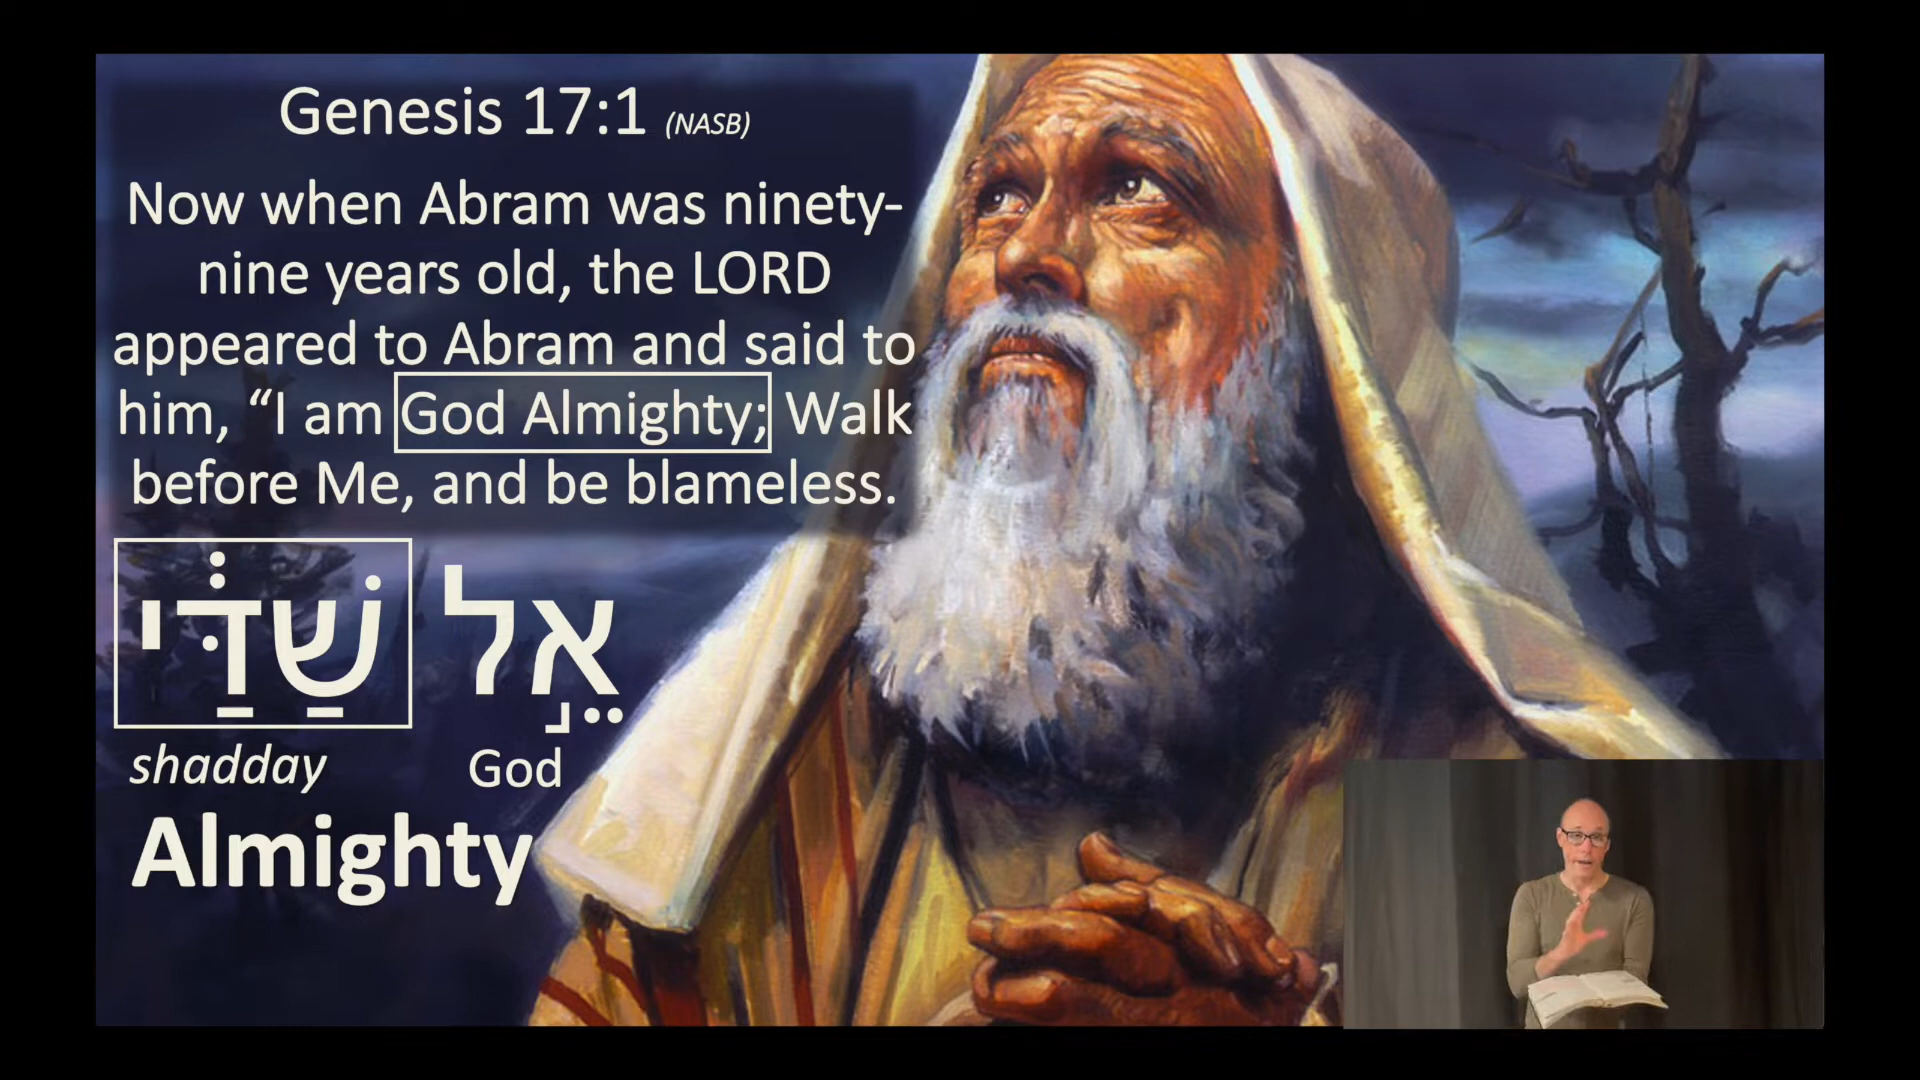 Genesis 17:1 (NASB)
Now when Abram was ninety-
nine years old, the LORD
appeared to Abram and said to
him, “I am God Almighty; Walk
before Me, and be blameless.
אֵ֣ל שַׁדַּ֔י
shadday God
Almighty